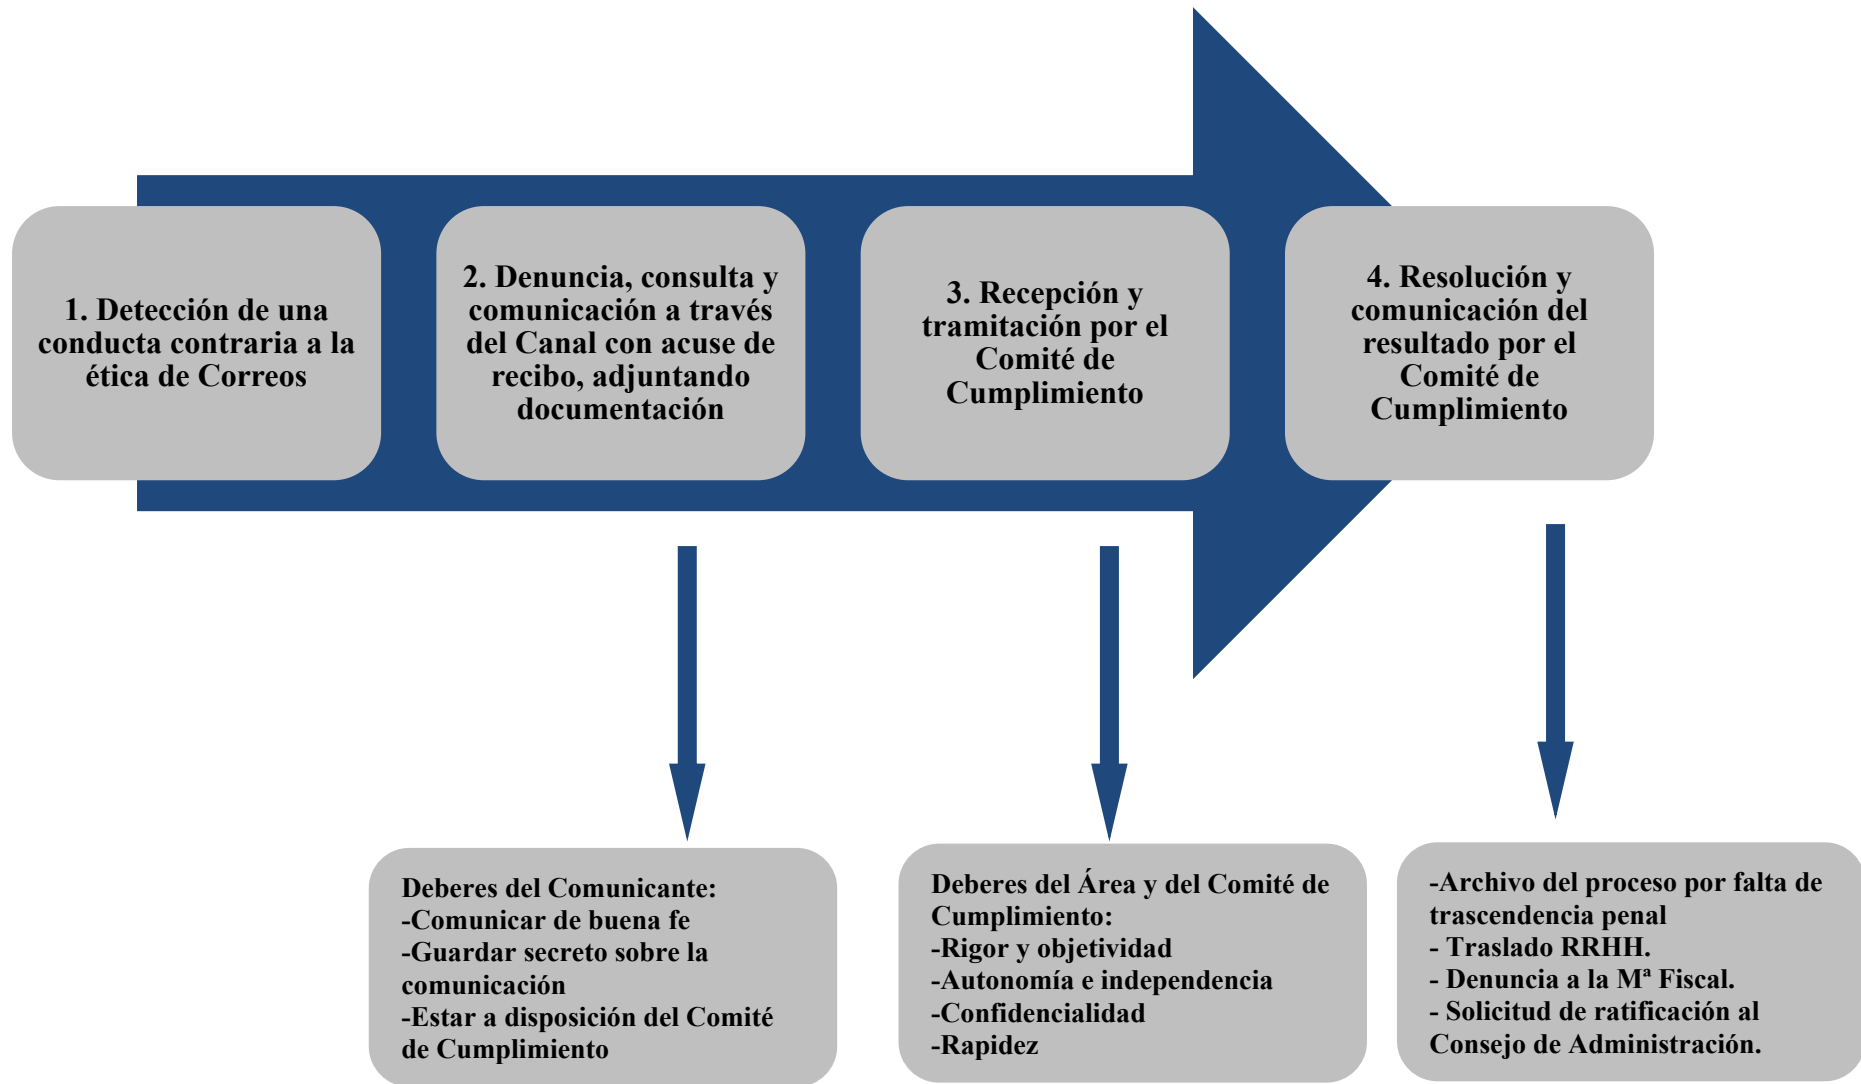 1. Detección de una
conducta contraria a la
ética de Correos
2. Denuncia, consulta y
comunicación a través
del Canal con acuse de
recibo, adjuntando
documentación
3. Recepción y
tramitación por el
Comité de
Cumplimiento
4. Resolución y
comunicación del
resultado por el
Comité de
Cumplimiento
Deberes del Comunicante:
-Comunicar de buena fe
-Guardar secreto sobre la
comunicación
-Estar a disposición del Comité
de Cumplimiento
Deberes del Área y del Comité de
Cumplimiento:
-Rigor y objetividad
-Autonomía e independencia
-Confidencialidad
-Rapidez
-Archivo del proceso por falta de
trascendencia penal
- Traslado RRHH.
- Denuncia a la Mª Fiscal.
- Solicitud de ratificación al
Consejo de Administración.